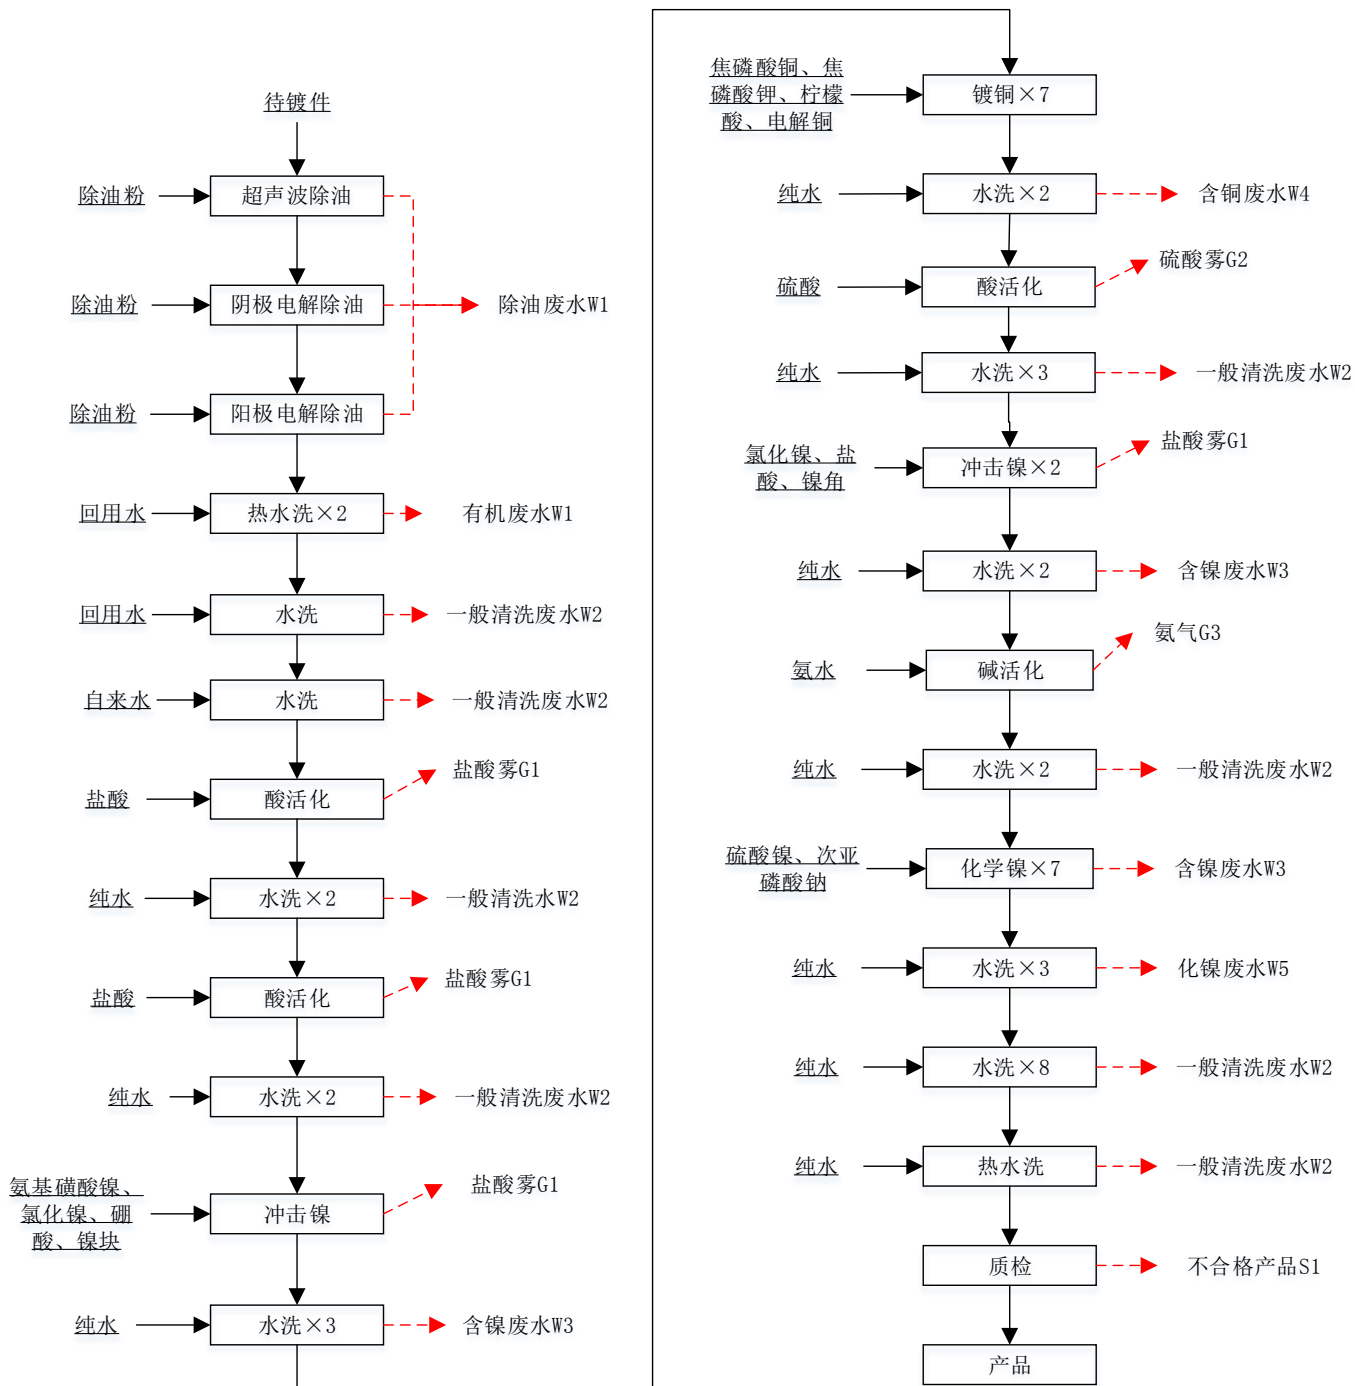 待镀件
除油粉
超声波除油
除油粉
阴极电解除油
除油废水W1
除油粉
阳极电解除油
回用水
热水洗×2
有机废水W1
回用水
水洗
一般清洗废水W2
自来水
水洗
一般清洗废水W2
盐酸
酸活化
盐酸雾G1
纯水
水洗×2
一般清洗水W2
盐酸
酸活化
盐酸雾G1
纯水
水洗×2
一般清洗废水W2
氨基磺酸镍、
氯化镍、硼
酸、镍块
冲击镍
盐酸雾G1
纯水
水洗×3
含镍废水W3
焦磷酸铜、焦
磷酸钾、柠檬
酸、电解铜
镀铜×7
纯水
水洗×2
含铜废水W4
硫酸
酸活化
硫酸雾G2
纯水
水洗×3
一般清洗废水W2
氯化镍、盐
酸、镍角
冲击镍×2
盐酸雾G1
纯水
水洗×2
含镍废水W3
氨水
碱活化
氨气G3
纯水
水洗×2
一般清洗废水W2
硫酸镍、次亚
磷酸钠
化学镍×7
含镍废水W3
纯水
水洗×3
化镍废水W5
纯水
水洗×8
一般清洗废水W2
纯水
热水洗
一般清洗废水W2
质检
不合格产品S1
产品